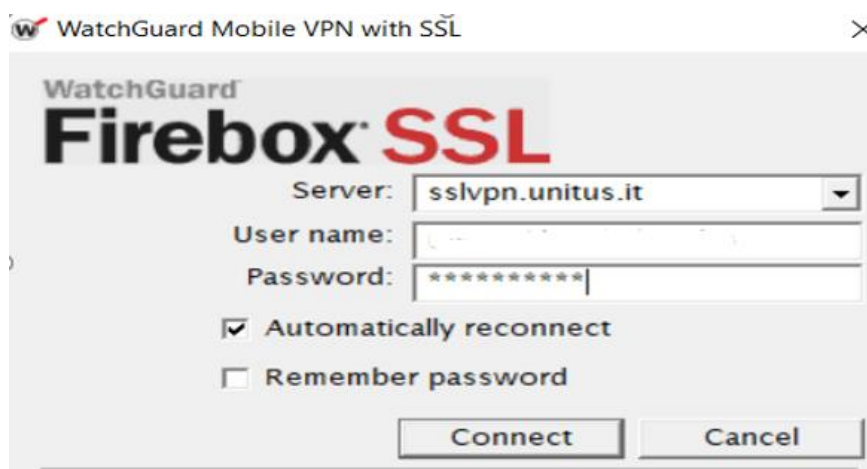 WatchGuard Mobile VPN with SSL
WatchGuard
Firebox SSL
Server: sslvpn.unitus.it
User name:
Password: **********
Automatically reconnect
Remember password
Connect Cancel